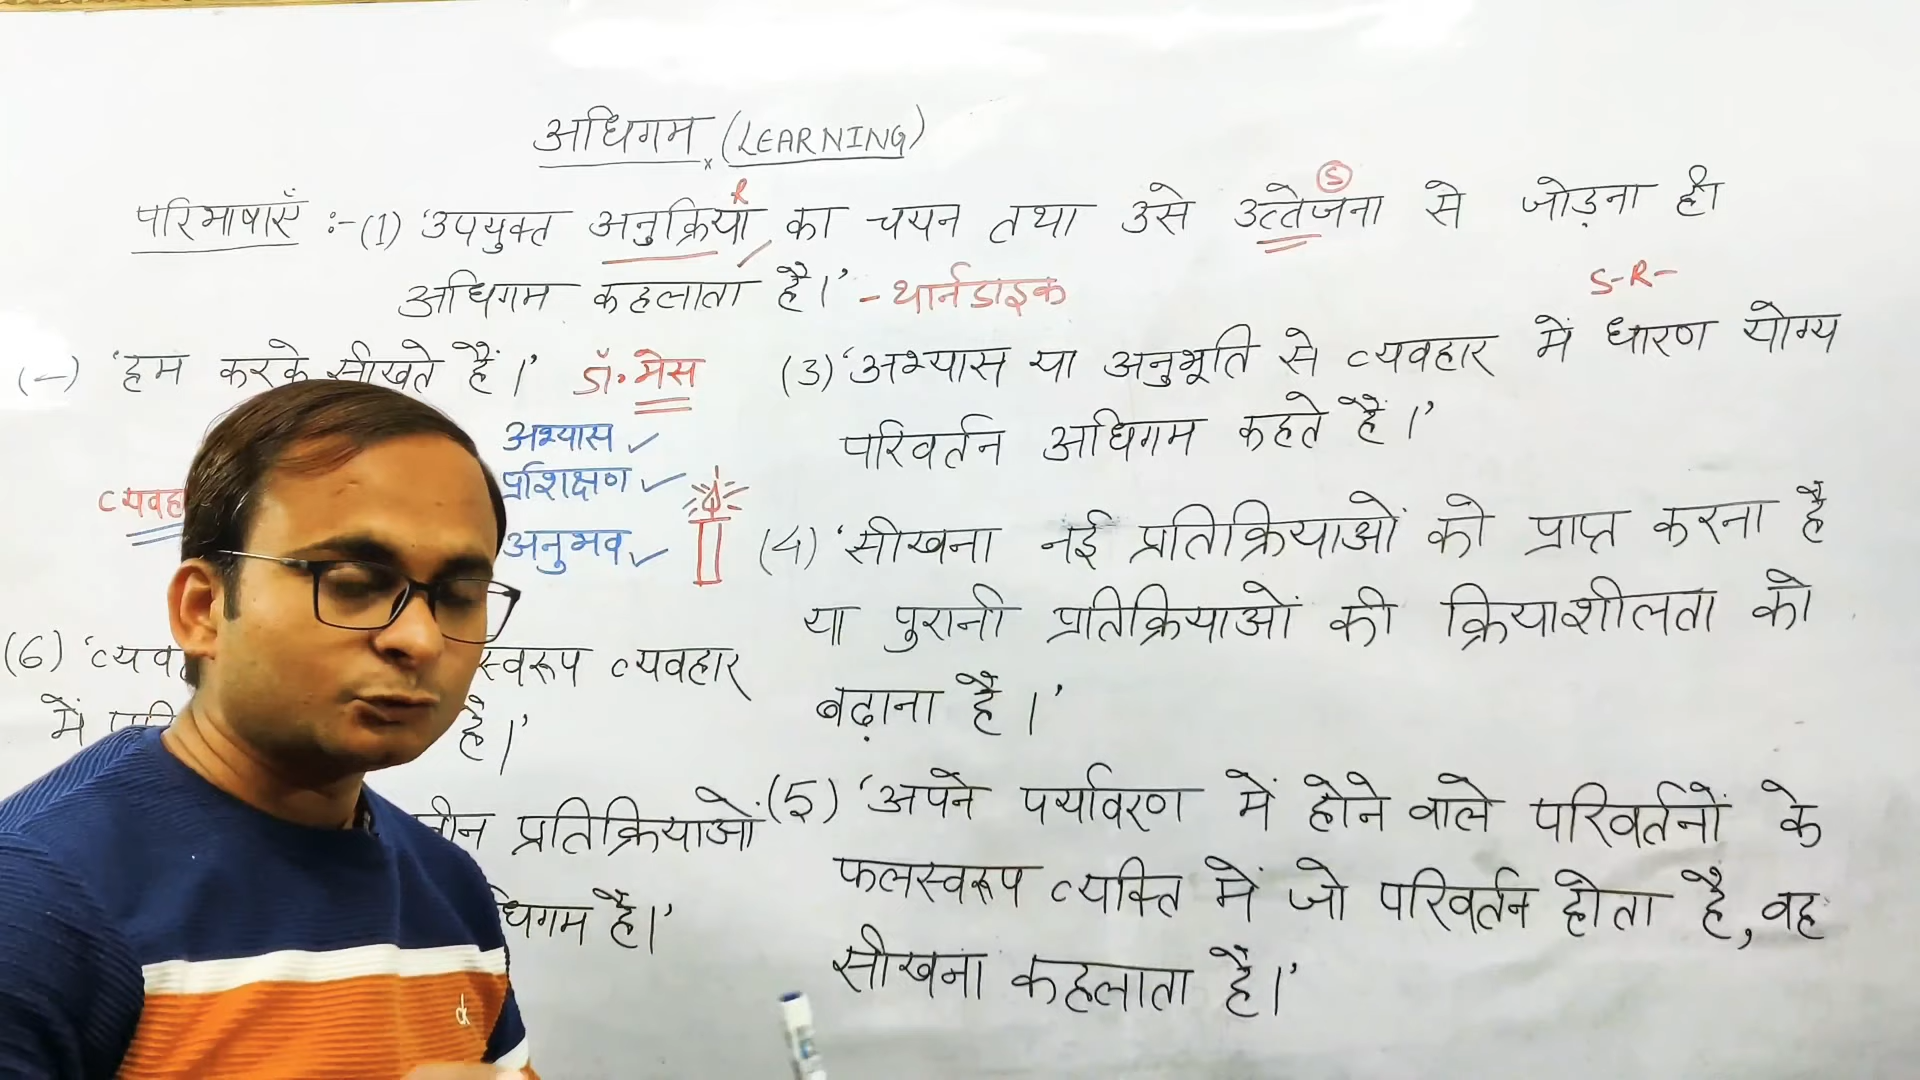 अधिगम (LEARNING)
R
S
परिभाषाएँ :-(1) 'उपयुक्त अनुक्रिया का चयन तथा उसे उत्तेजना से जोड़ना ही
अधिगम कहलाता है।' - थार्नडाइक
S-R-
(-) 'हम करके सीखते हैं।' डॉ. मेस
अभ्यास
प्रशिक्षण
अनुभव
(3) 'अभ्यास या अनुभूति से व्यवहार में धारण योग्य
परिवर्तन अधिगम कहते हैं।'
(4) 'सीखना नई प्रतिक्रियाओं को प्राप्त करना है
या पुरानी प्रतिक्रियाओं की क्रियाशीलता को
बढ़ाना है।'
(5) 'अपने पर्यावरण में होने वाले परिवर्तनों के
फलस्वरूप व्यक्ति में जो परिवर्तन होता है, वह
सीखना कहलाता है।'
(6) ' स्वरूप व्यवहार
में है।'
प्रतिक्रियाओं
है।'
dk